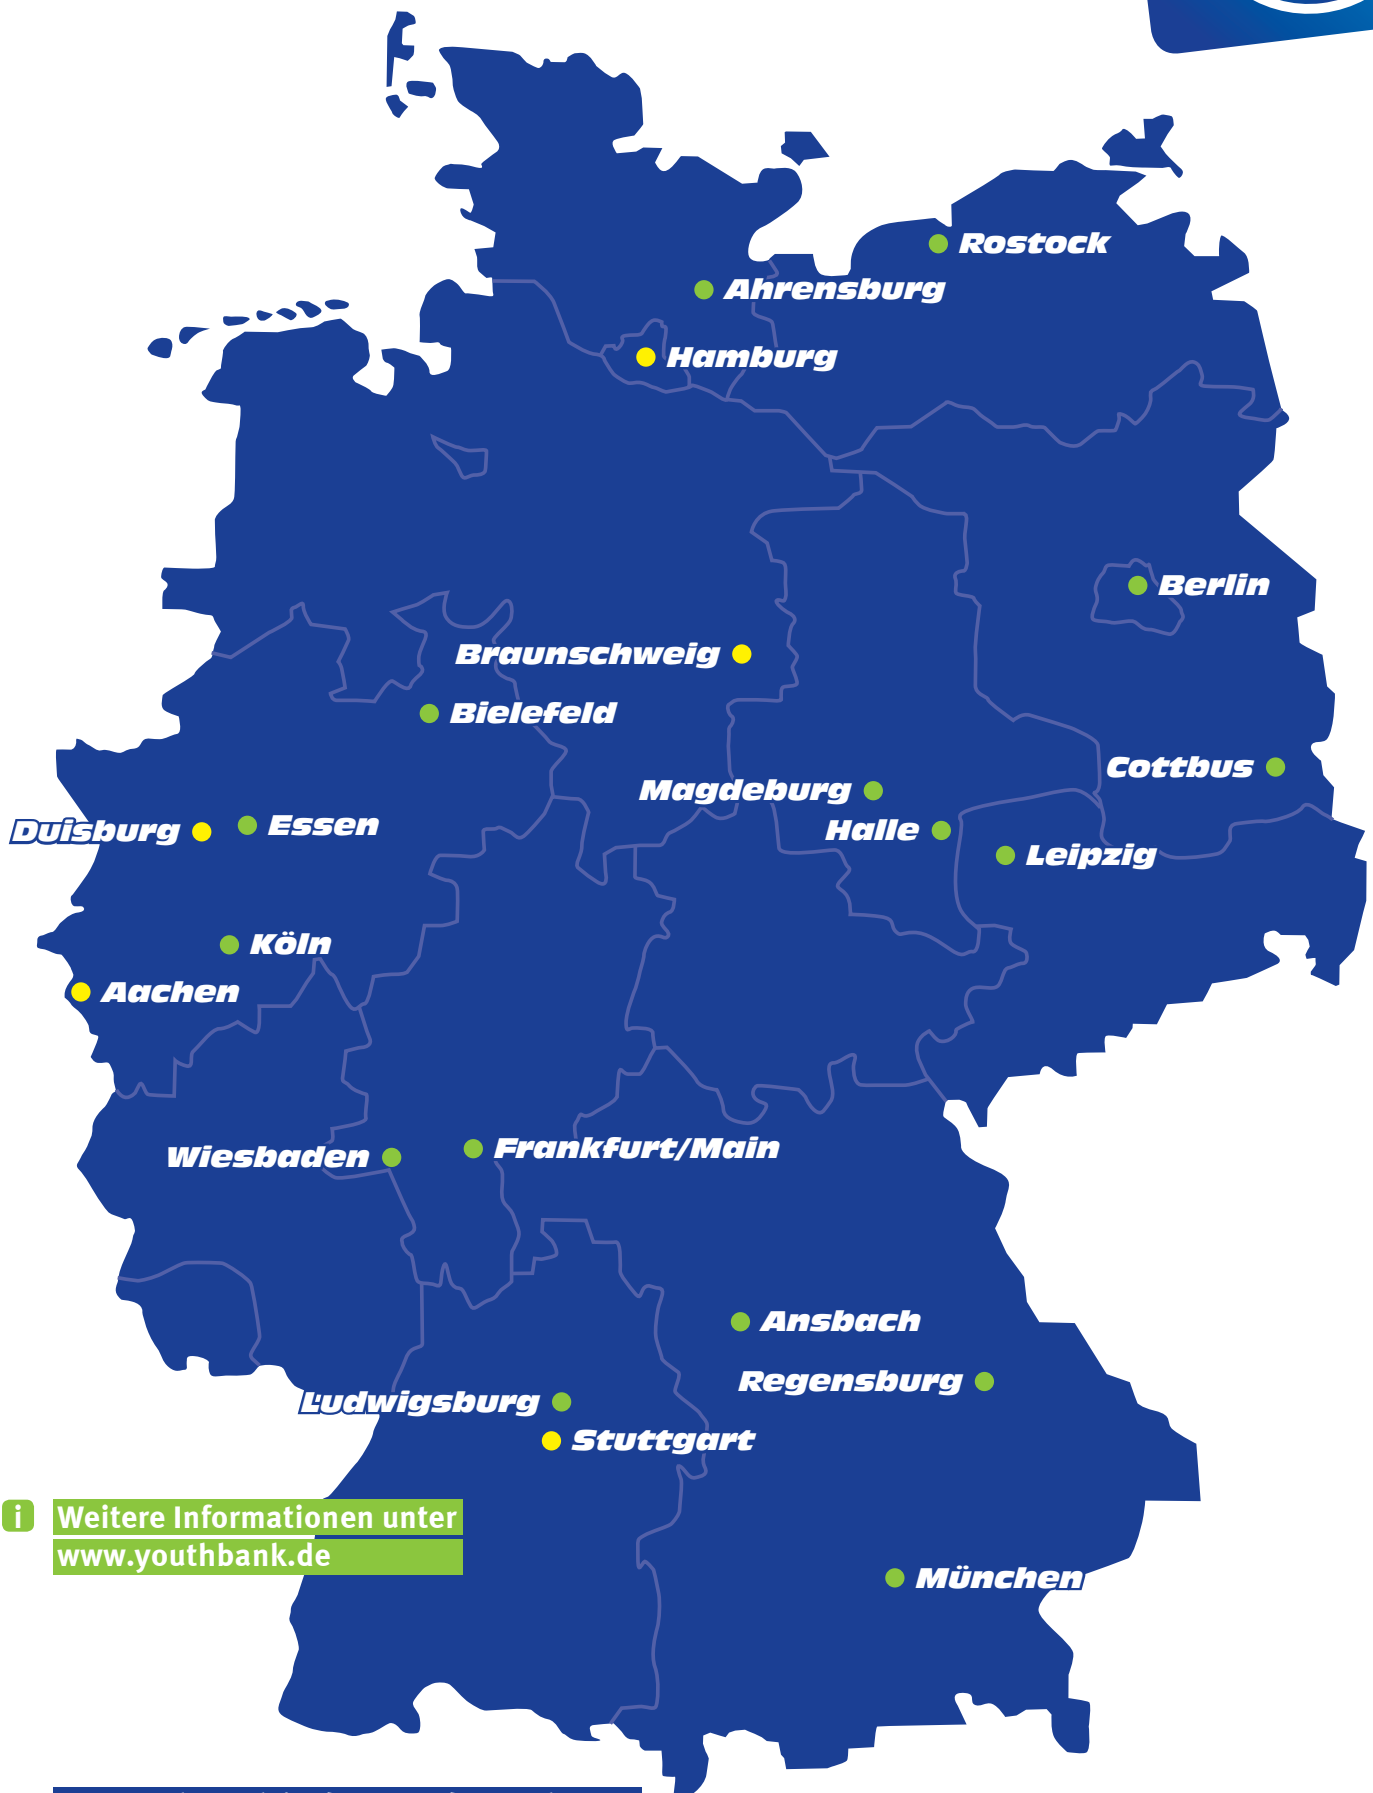 Rostock
Ahrensburg
Hamburg
Berlin
Braunschweig
Bielefeld
Cottbus
Magdeburg
Duisburg
Essen
Halle
Leipzig
Köln
Aachen
Wiesbaden
Frankfurt/Main
Ansbach
Regensburg
Ludwigsburg
Stuttgart
i Weitere Informationen unter
www.youthbank.de
München